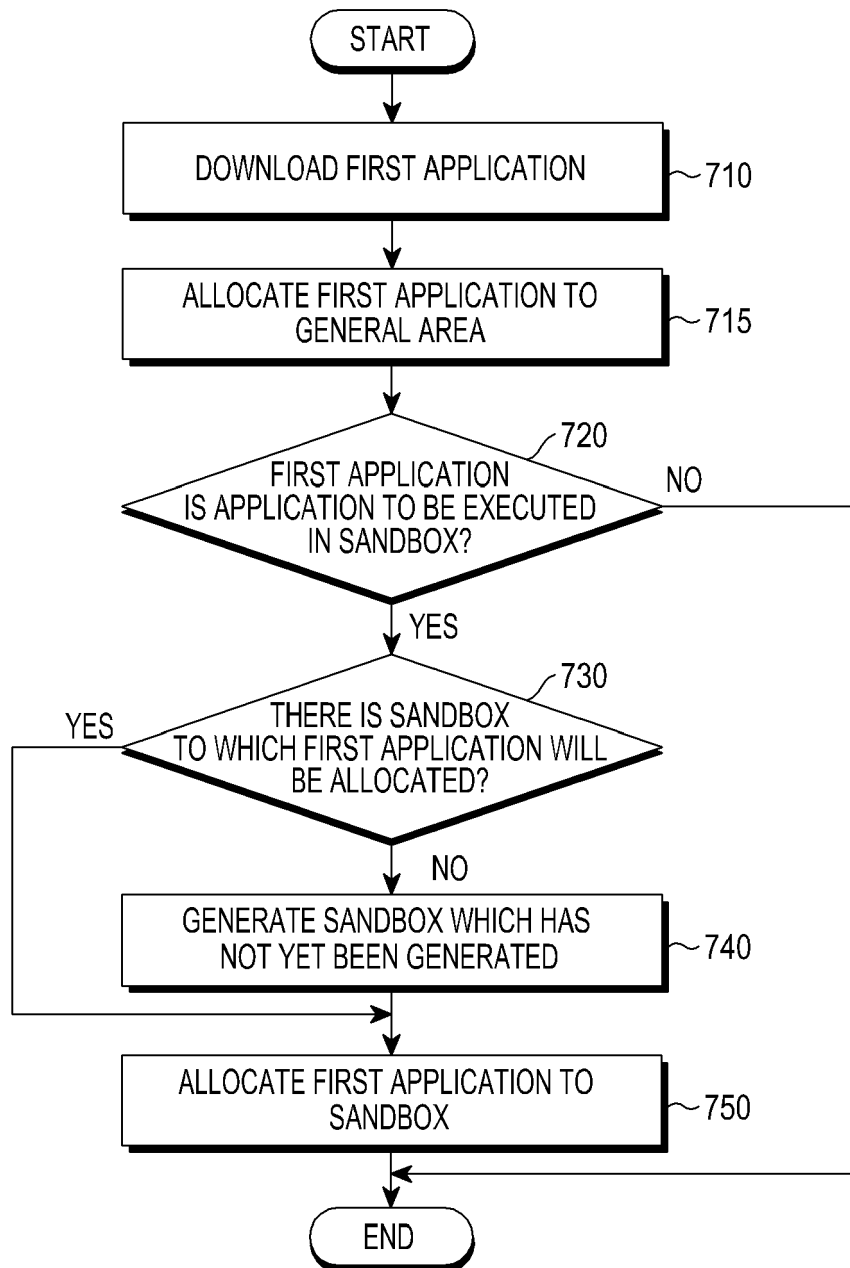 START
DOWNLOAD FIRST APPLICATION
710
ALLOCATE FIRST APPLICATION TO
GENERAL AREA
715
720
FIRST APPLICATION
IS APPLICATION TO BE EXECUTED
IN SANDBOX?
NO
YES
730
YES
THERE IS SANDBOX
TO WHICH FIRST APPLICATION WILL
BE ALLOCATED?
NO
GENERATE SANDBOX WHICH HAS
NOT YET BEEN GENERATED
740
ALLOCATE FIRST APPLICATION TO
SANDBOX
750
END